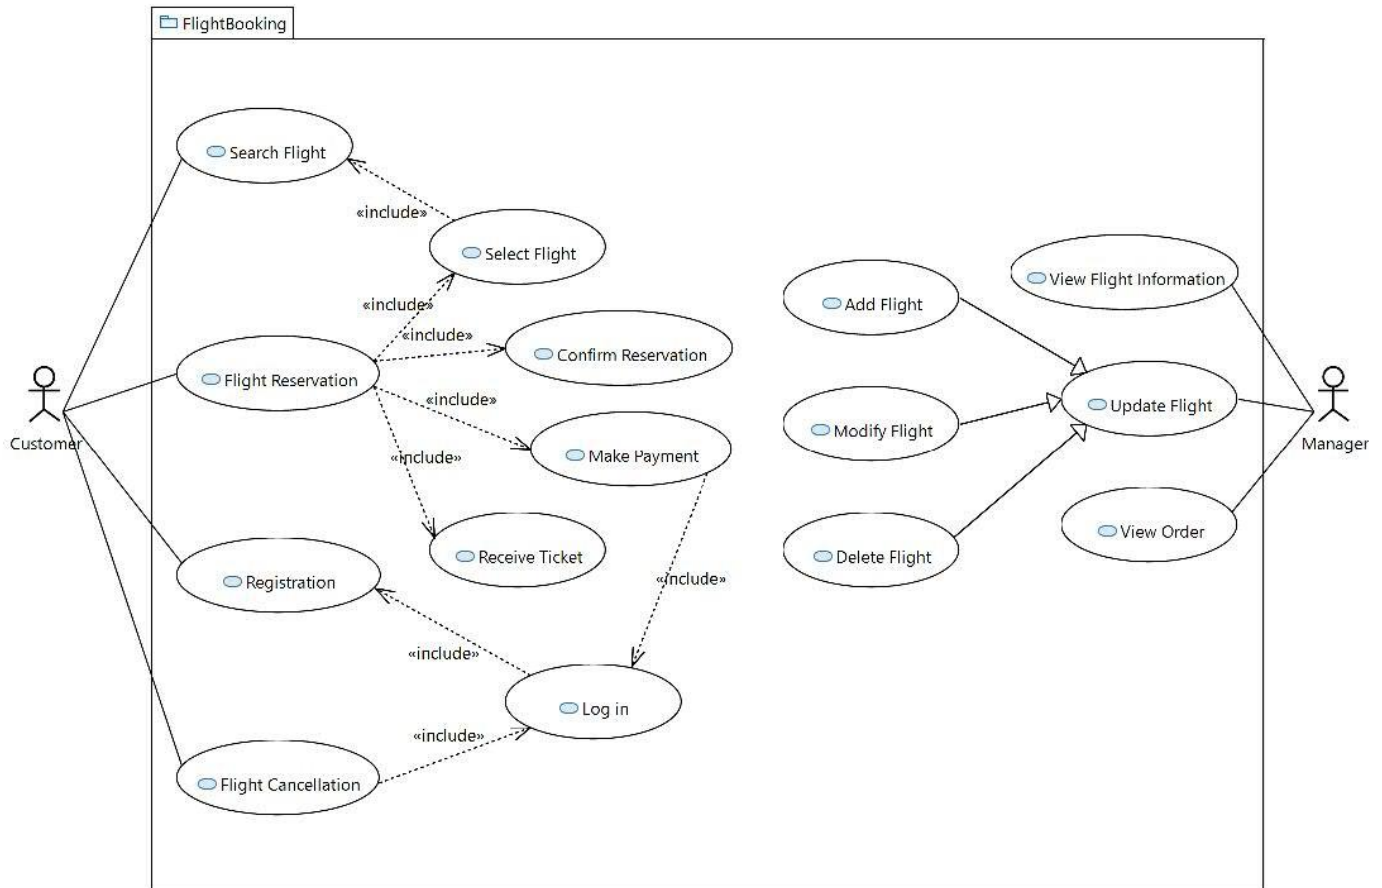 FlightBooking
Search Flight
«include»
Select Flight
View Flight Information
Add Flight
«include»
«include»
Confirm Reservation
Flight Reservation
«include»
Update Flight
Modify Flight
Customer
Manager
Make Payment
«include»
View Order
Receive Ticket
Delete Flight
Registration
«include»
«include»
Log in
«include»
Flight Cancellation